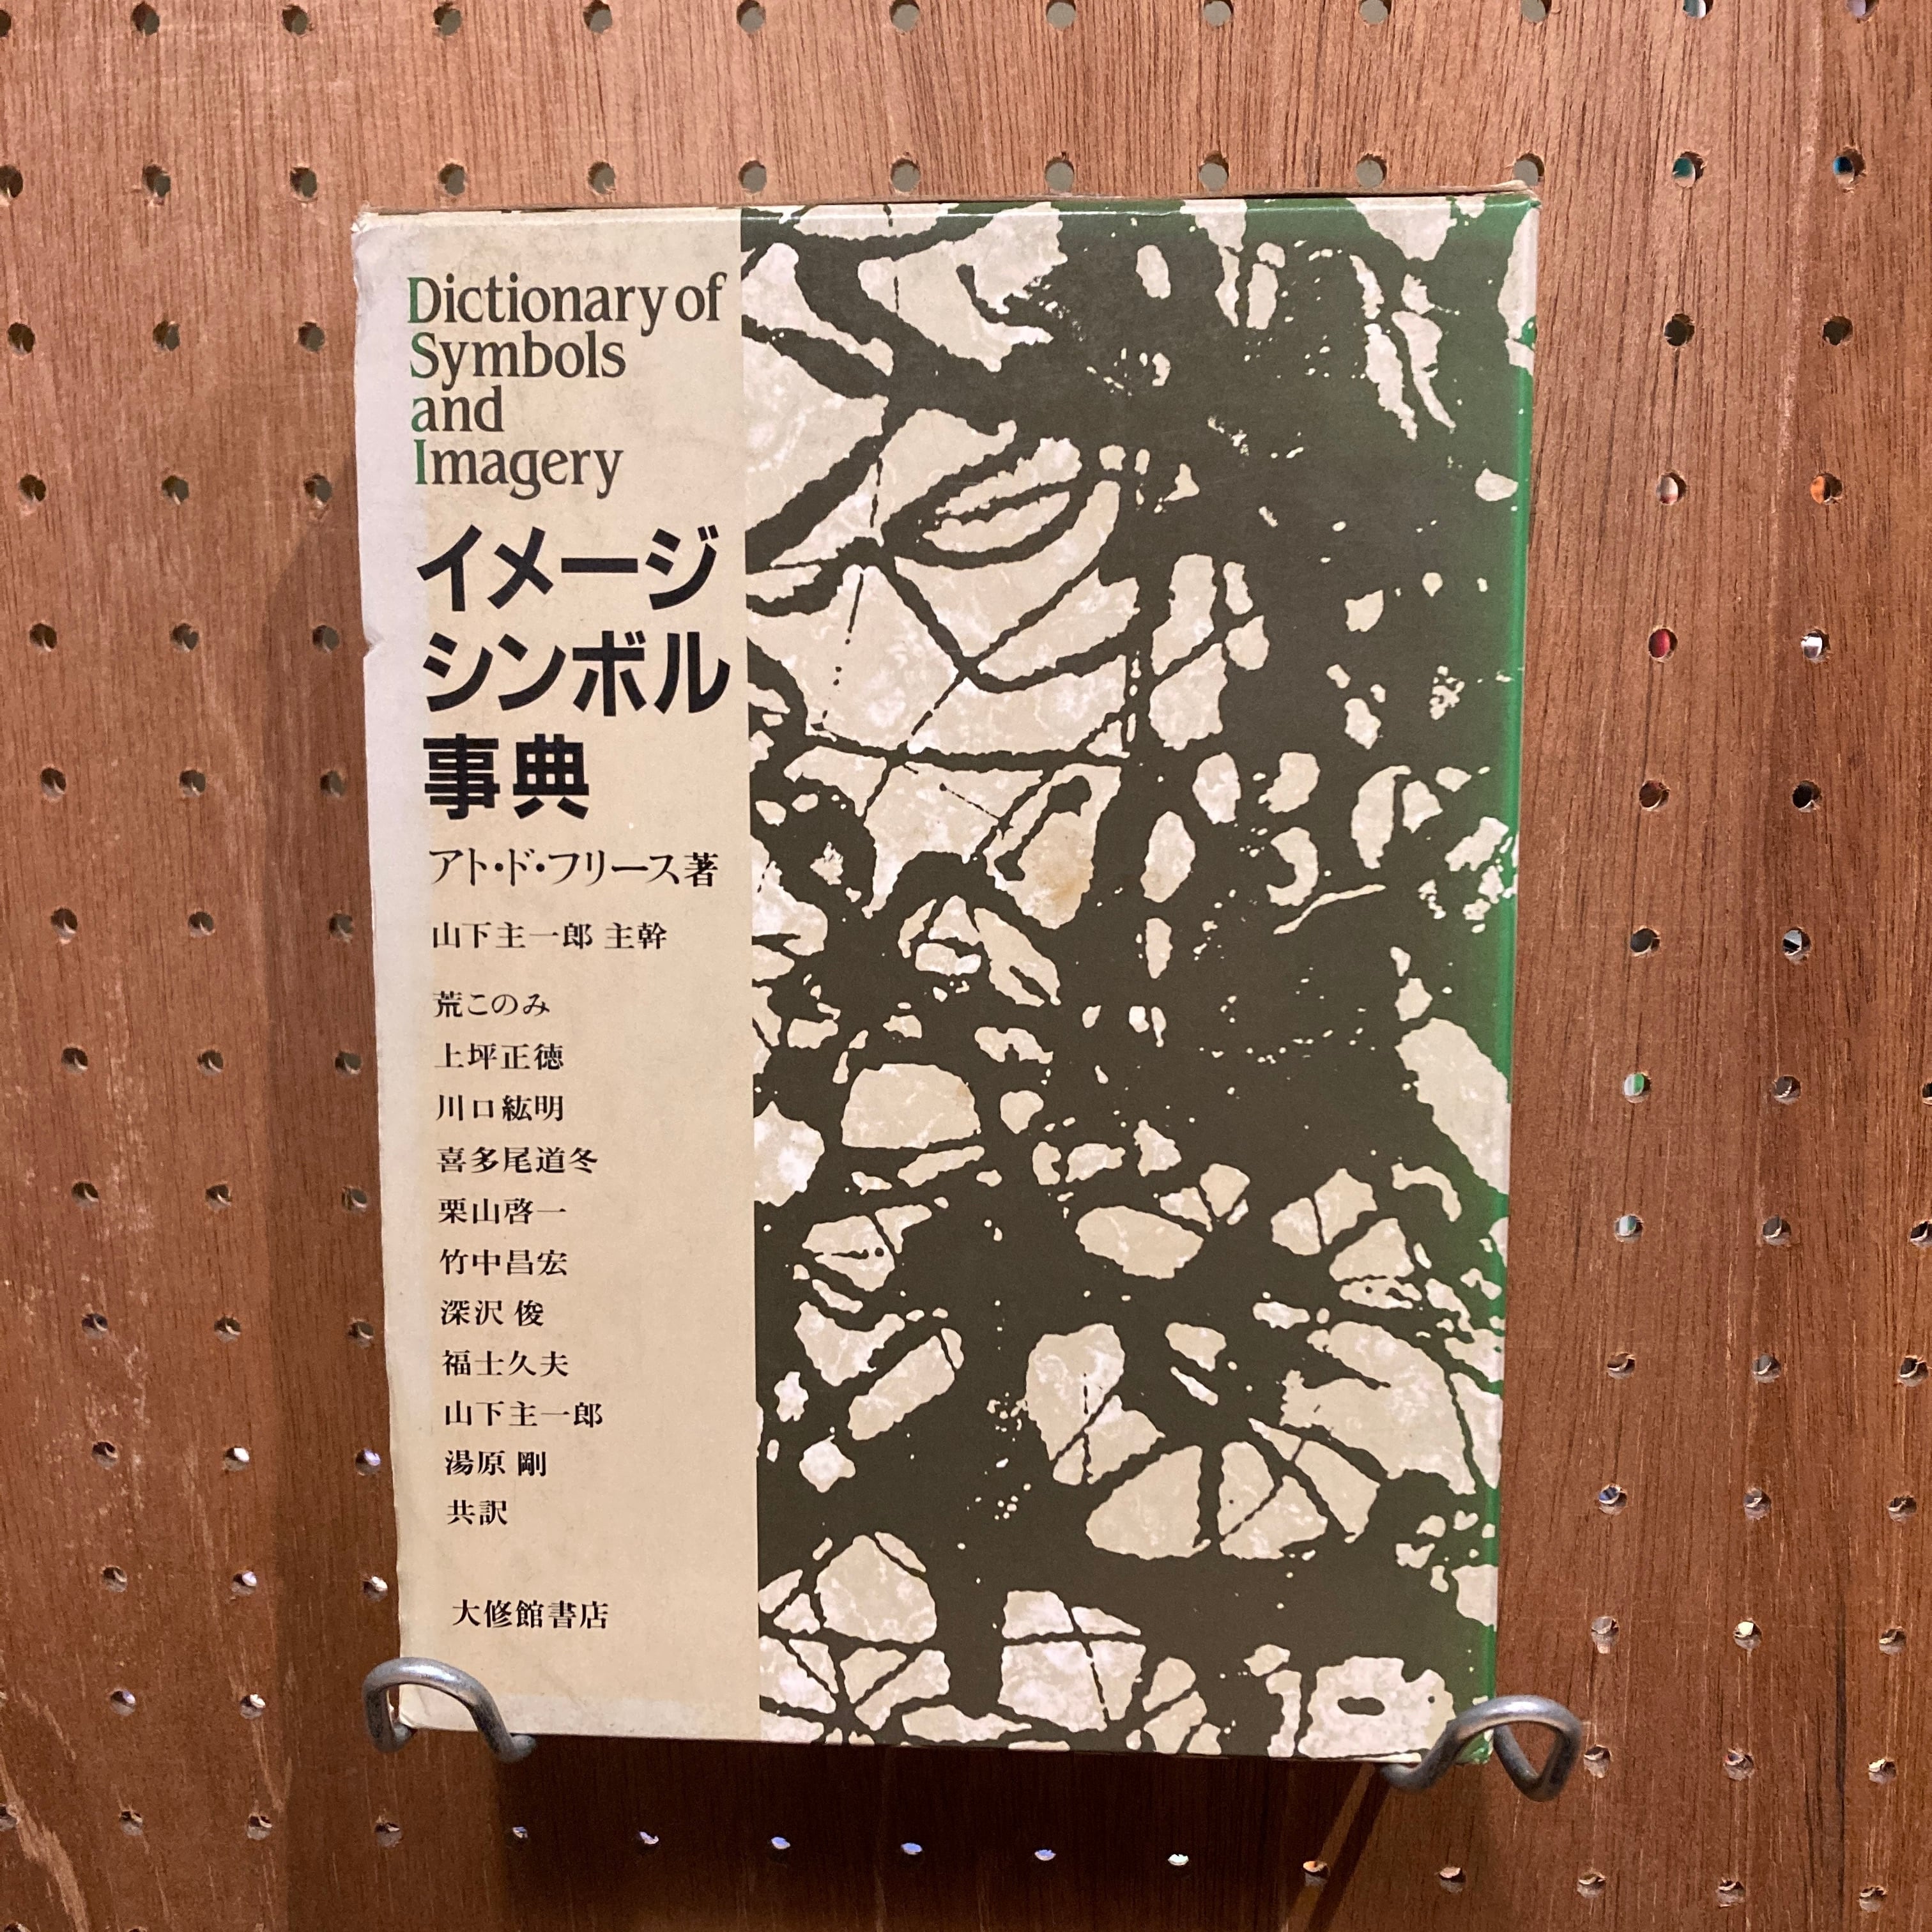 Dictionary of
Symbols
and
Imagery
イメージ
シンボル
事典
アト・ド・フリース著
山下主一郎 主幹
荒このみ
上坪正徳
川口紘明
喜多尾道冬
栗山啓一
竹中昌宏
深沢 俊
福士久夫
山下主一郎
湯原 剛
共訳
大修館書店